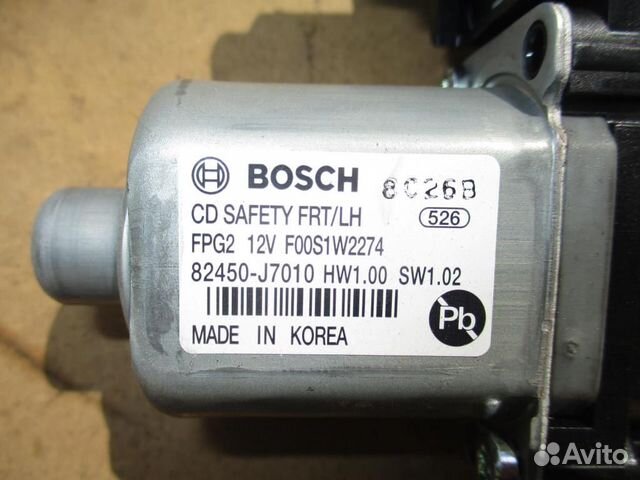 BOSCH 8C26B
CD SAFETY FRT/LH 526
FPG2 12V F00S1W2274
82450-J7010 HW1.00 SW1.02
Pb
MADE IN KOREA
Avito